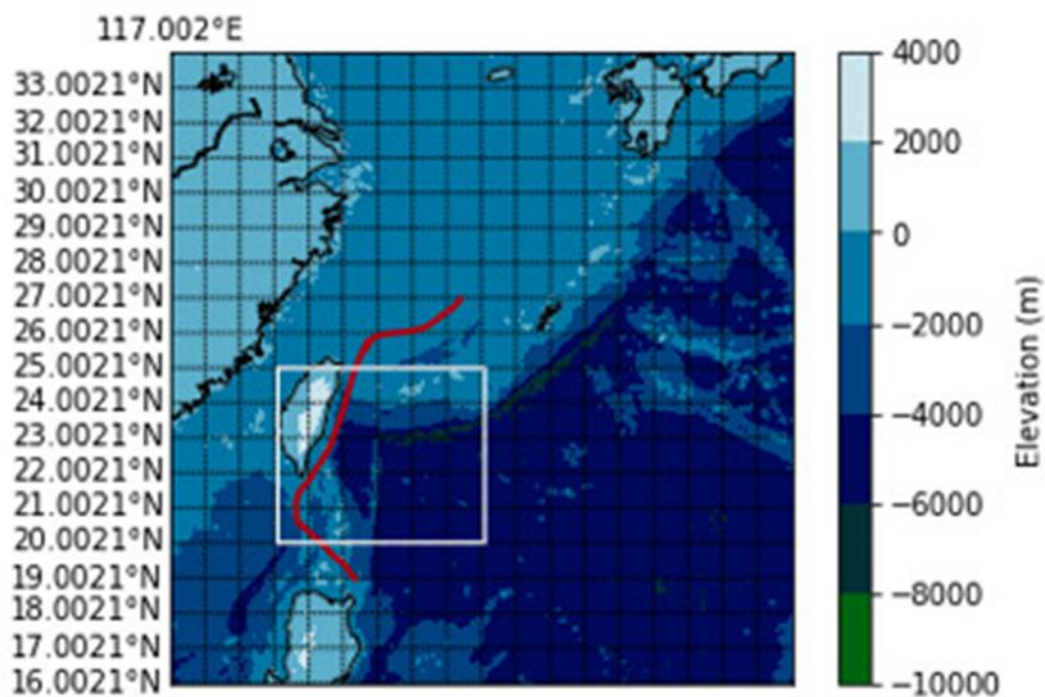 117.002°E
33.0021°N
32.0021°N
31.0021°N
30.0021°N
29.0021°N
28.0021°N
27.0021°N
26.0021°N
25.0021°N
24.0021°N
23.0021°N
22.0021°N
21.0021°N
20.0021°N
19.0021°N
18.0021°N
17.0021°N
16.0021°N
4000
2000
0
−2000
−4000
−6000
−8000
−10000
Elevation (m)